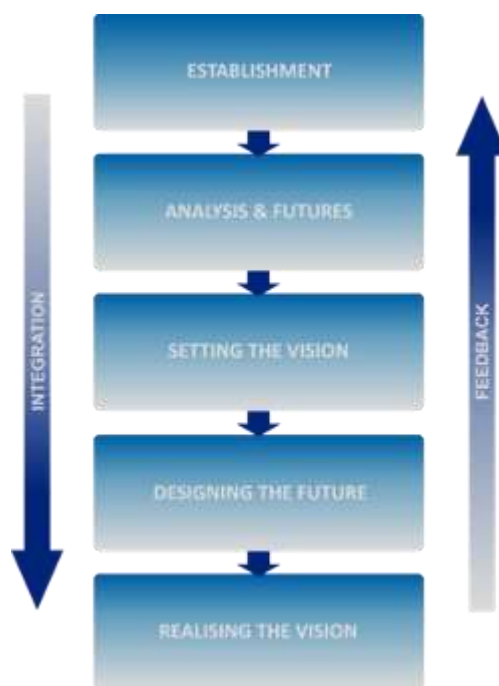 ESTABLISHMENT
ANALYSIS & FUTURES
SETTING THE VISION
DESIGNING THE FUTURE
REALISING THE VISION
INTEGRATION
FEEDBACK